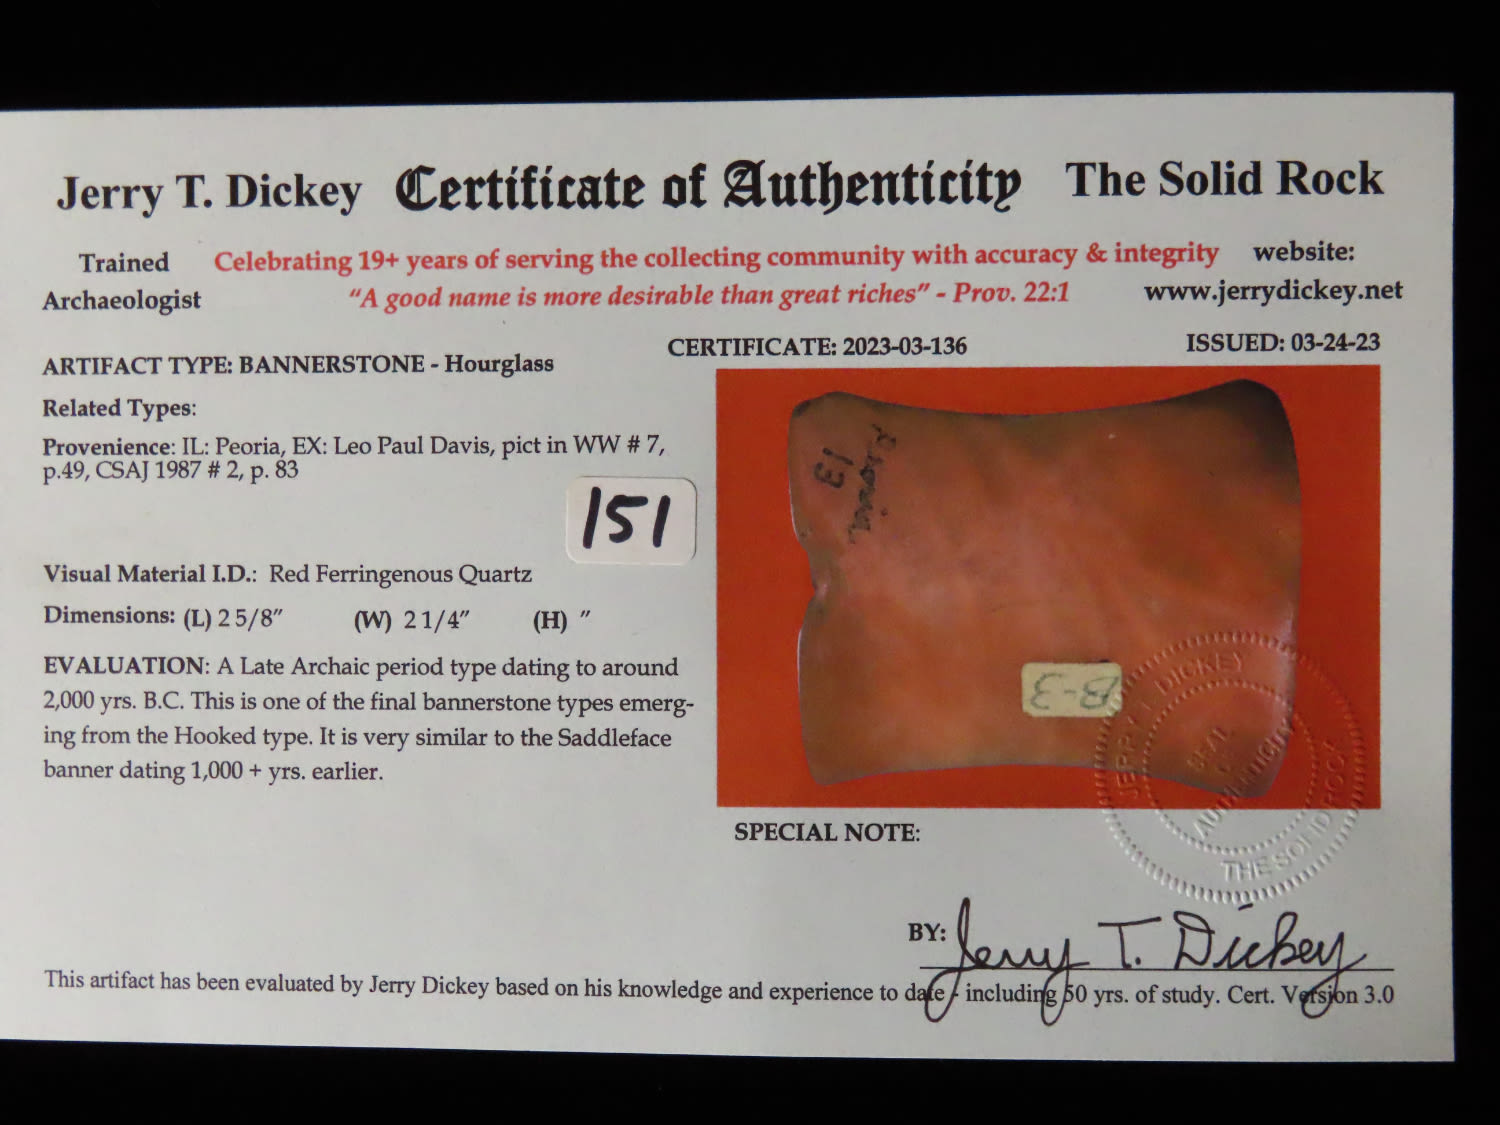 Jerry T. Dickey Certificate of Authenticity The Solid Rock
Trained Archaeologist
Celebrating 19+ years of serving the collecting community with accuracy & integrity
"A good name is more desirable than great riches" - Prov. 22:1
website:
www.jerrydickey.net
ARTIFACT TYPE: BANNERSTONE - Hourglass
CERTIFICATE: 2023-03-136
ISSUED: 03-24-23
Related Types:
Provenience: IL: Peoria, EX: Leo Paul Davis, pict in WW # 7,
p.49, CSAJ 1987 # 2, p. 83
151
Visual Material I.D.: Red Ferringenous Quartz
Dimensions: (L) 2 5/8" (W) 2 1/4" (H) "
EVALUATION: A Late Archaic period type dating to around
2,000 yrs. B.C. This is one of the final bannerstone types emerg-
ing from the Hooked type. It is very similar to the Saddleface
banner dating 1,000 + yrs. earlier.
13
B-3
JERRY T DICKEY
SEAL
AUTHENTICITY
THE SOLID ROCK
SPECIAL NOTE:
BY: Jerry T. Dickey
This artifact has been evaluated by Jerry Dickey based on his knowledge and experience to date - including 50 yrs. of study. Cert. Version 3.0